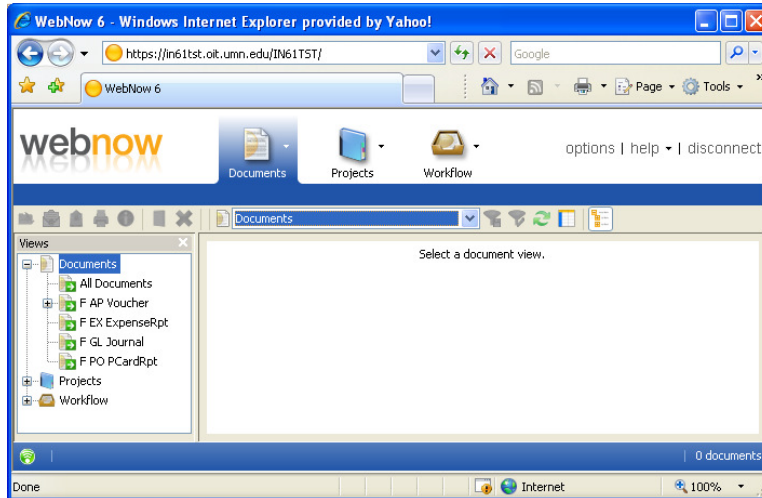 WebNow 6 - Windows Internet Explorer provided by Yahoo!
https://in61tst.oit.umn.edu/IN61TST/
Google
WebNow 6
Page
Tools
webnow
Documents
Projects
Workflow
options | help | disconnect
Documents
Views
Documents
All Documents
F AP Voucher
F EX ExpenseRpt
F GL Journal
F PO PCardRpt
Projects
Workflow
Select a document view.
0 documents
Done
Internet
100%